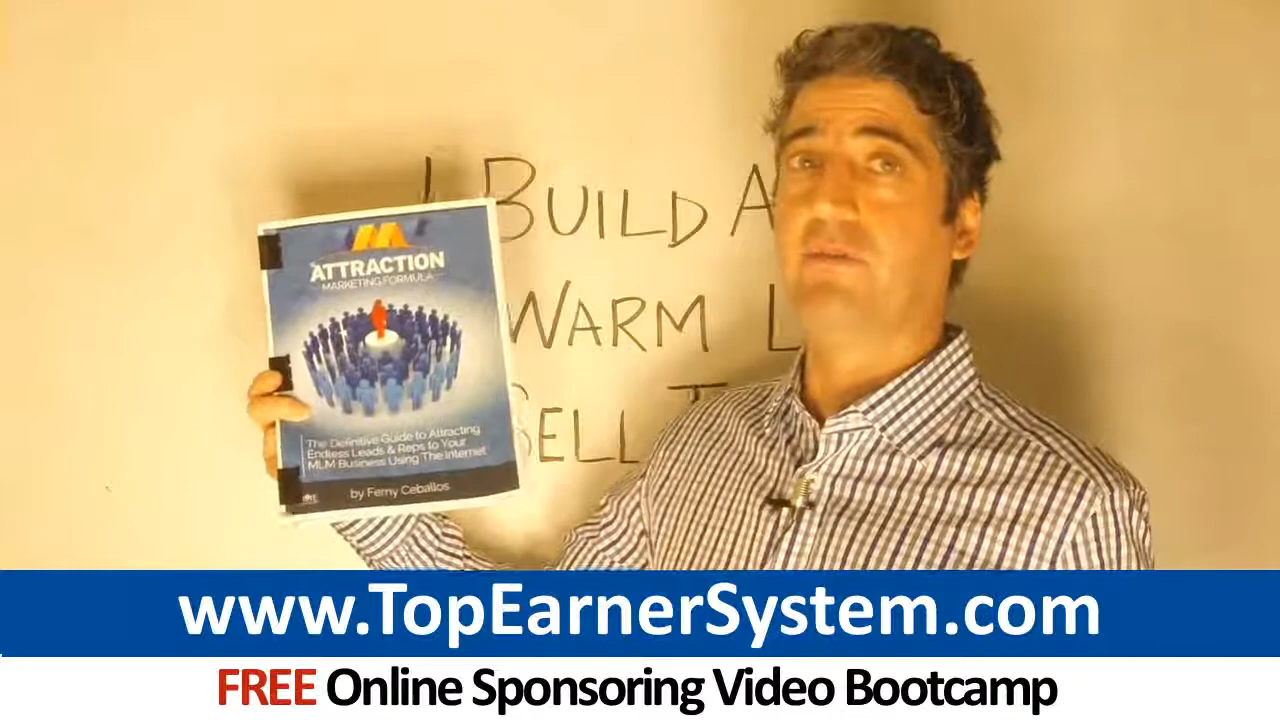 BUILD A
WARM L
SELL T
ATTRACTION
MARKETING FORMULA
The Definitive Guide to Attracting
Endless Leads & Reps to Your
MLM Business Using The Internet
by Ferny Ceballos
www.TopEarnerSystem.com
FREE Online Sponsoring Video Bootcamp